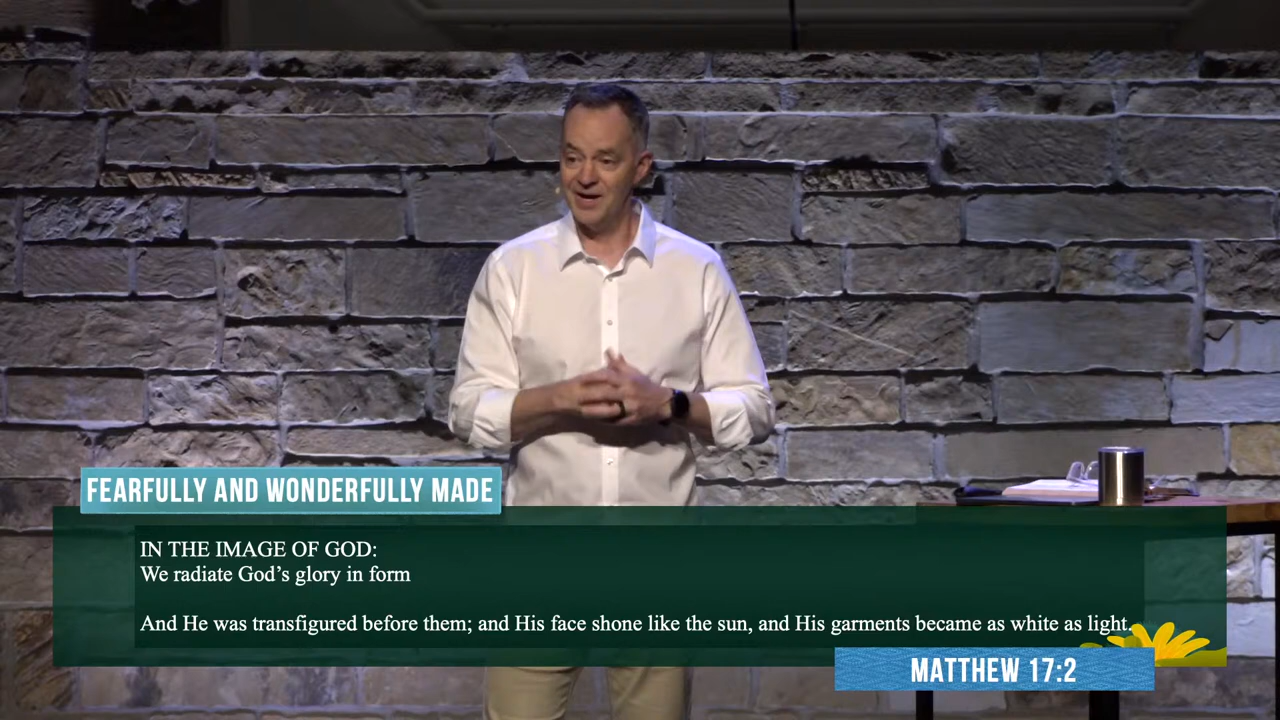 FEARFULLY AND WONDERFULLY MADE
IN THE IMAGE OF GOD:
We radiate God’s glory in form
And He was transfigured before them; and His face shone like the sun, and His garments became as white as light.
MATTHEW 17:2